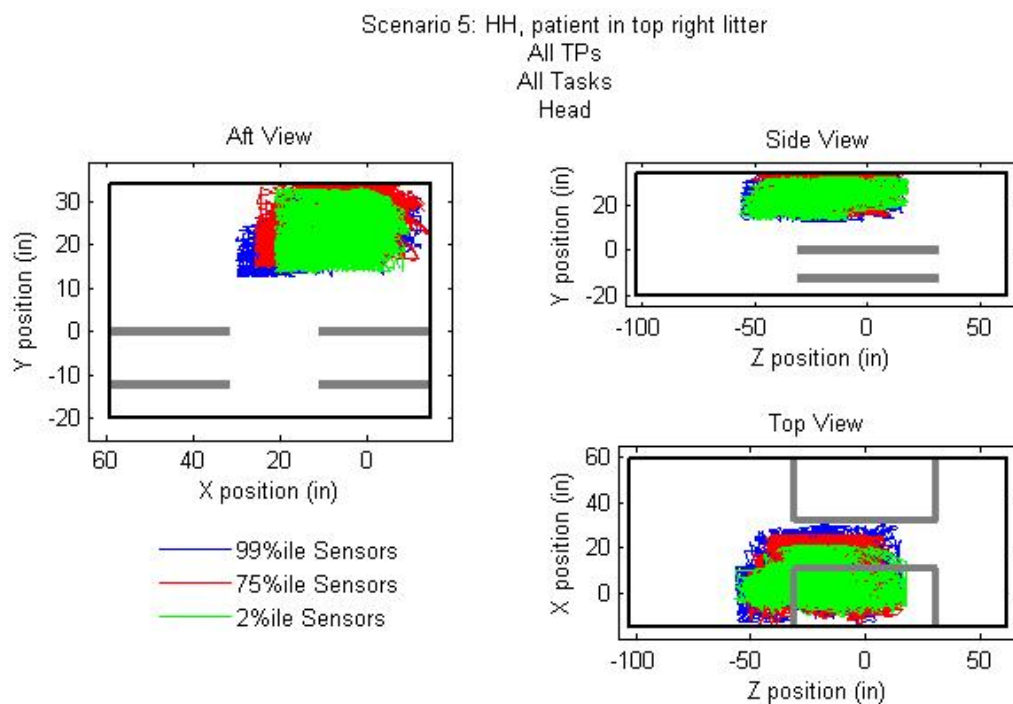 Scenario 5: HH, patient in top right litter
All TPs
All Tasks
Head
Aft View
30
20
10
0
-10
-20
Y position (in)
60
40
20
0
X position (in)
99%ile Sensors
75%ile Sensors
2%ile Sensors
Side View
20
0
-20
Y position (in)
-100
-50
0
50
Z position (in)
Top View
60
40
20
0
X position (in)
-100
-50
0
50
Z position (in)